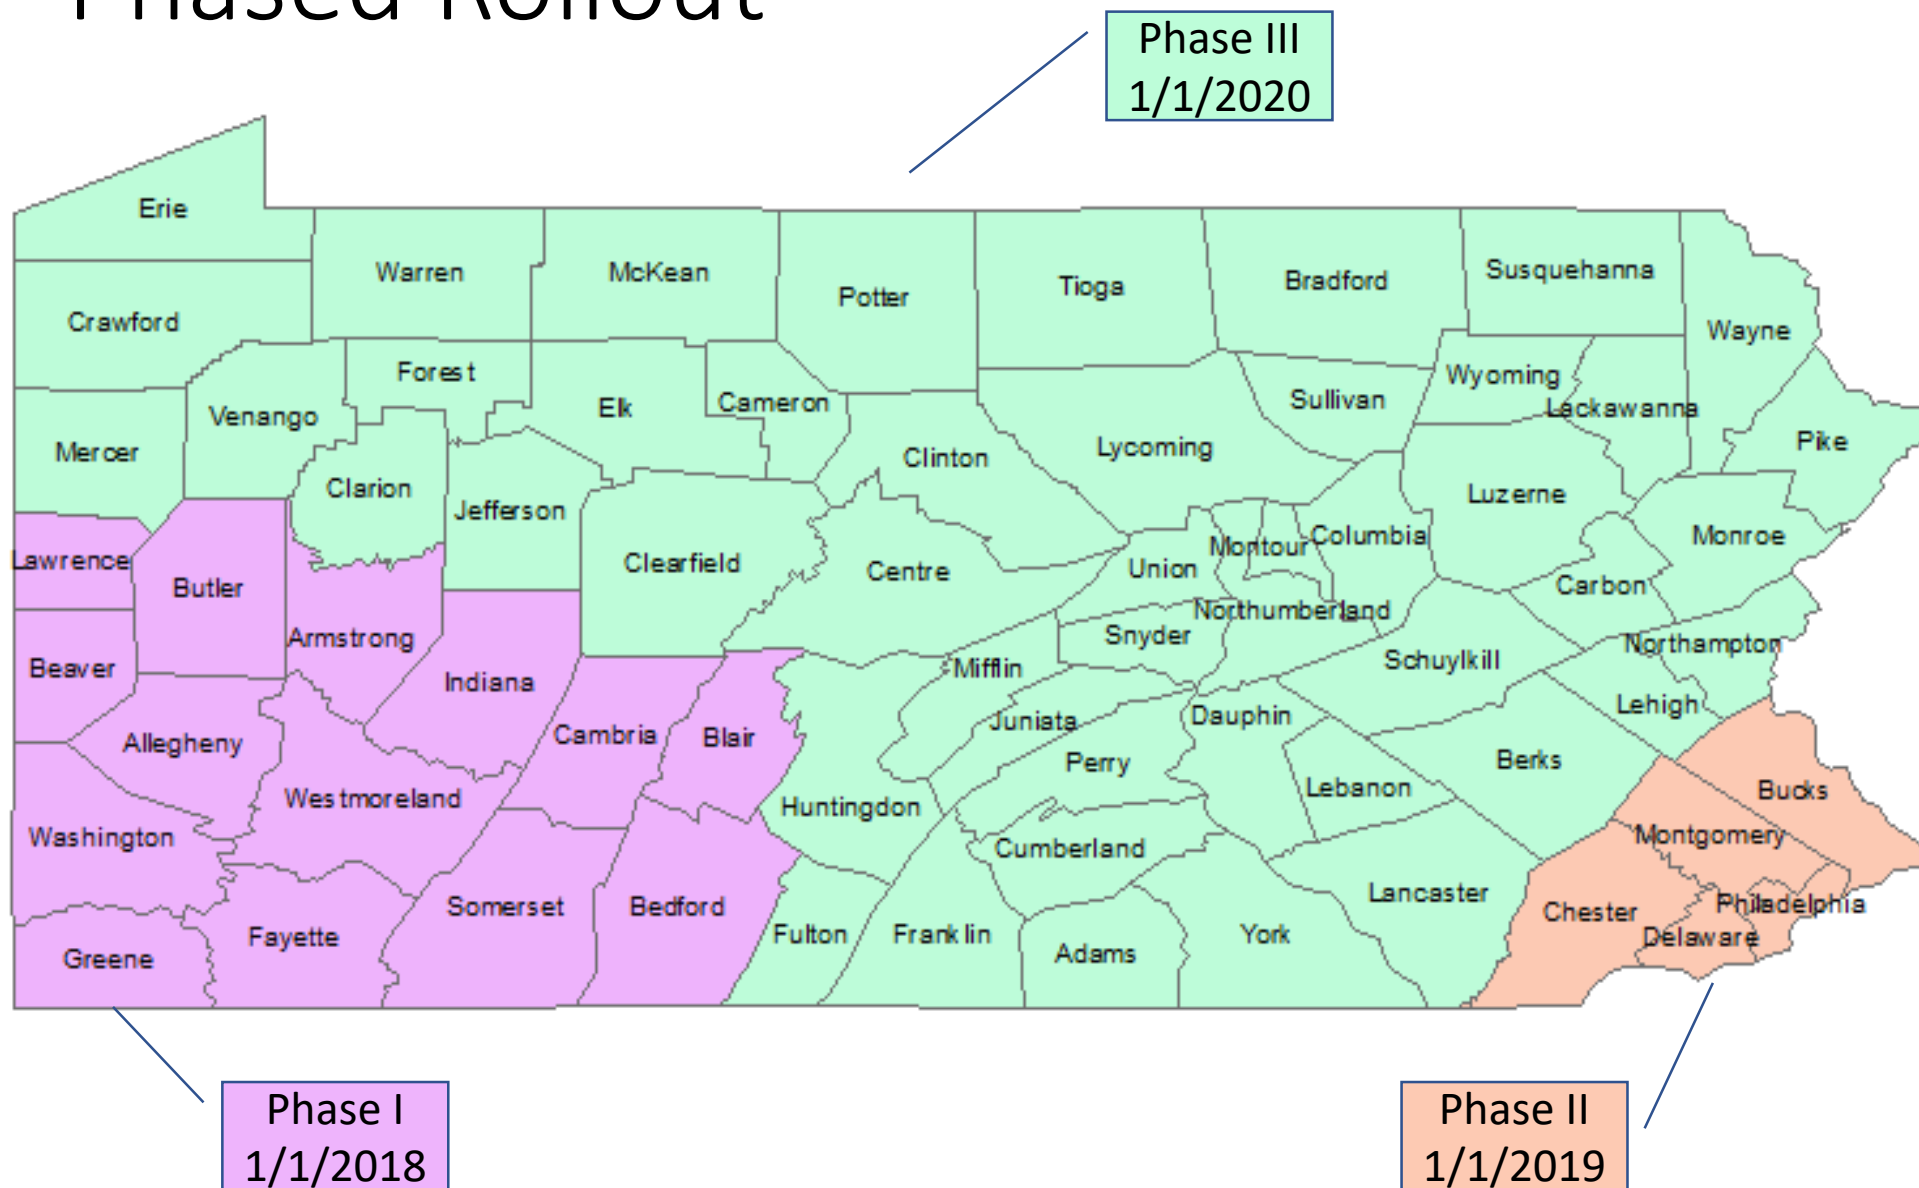 Phased Rollout
Phase III
1/1/2020
Erie
Warren
McKean
Potter
Tioga
Bradford
Susquehanna
Wayne
Crawford
Forest
Elk
Cameron
Sullivan
Wyoming
Lackawanna
Pike
Mercer
Venango
Clarion
Jefferson
Clinton
Lycoming
Luzerne
Monroe
Lawrence
Butler
Clearfield
Centre
Union
Montour
Columbia
Carbon
Armstrong
Snyder
Northumberland
Northampton
Beaver
Indiana
Mifflin
Schuylkill
Lehigh
Allegheny
Cambria
Blair
Juniata
Dauphin
Perry
Berks
Westmoreland
Huntingdon
Lebanon
Bucks
Washington
Cumberland
Montgomery
Greene
Fayette
Somerset
Bedford
Fulton
Franklin
Adams
York
Lancaster
Chester
Philadelphia
Delaware
Phase I
1/1/2018
Phase II
1/1/2019